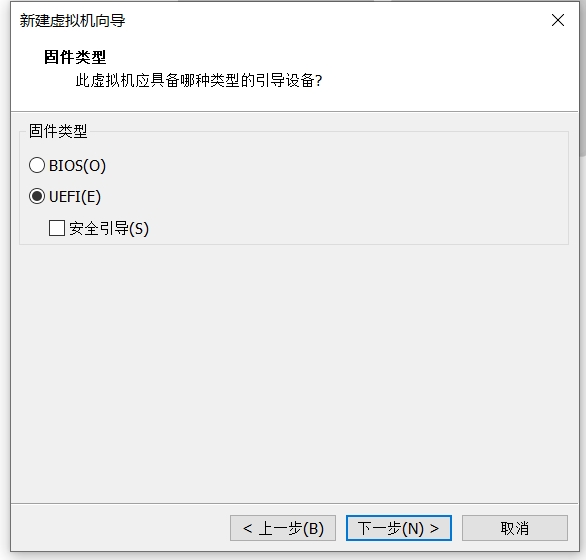 新建虚拟机向导
固件类型
此虚拟机应具备哪种类型的引导设备?
固件类型
BIOS(O)
UEFI(E)
安全引导(S)
< 上一步(B) 下一步(N) > 取消